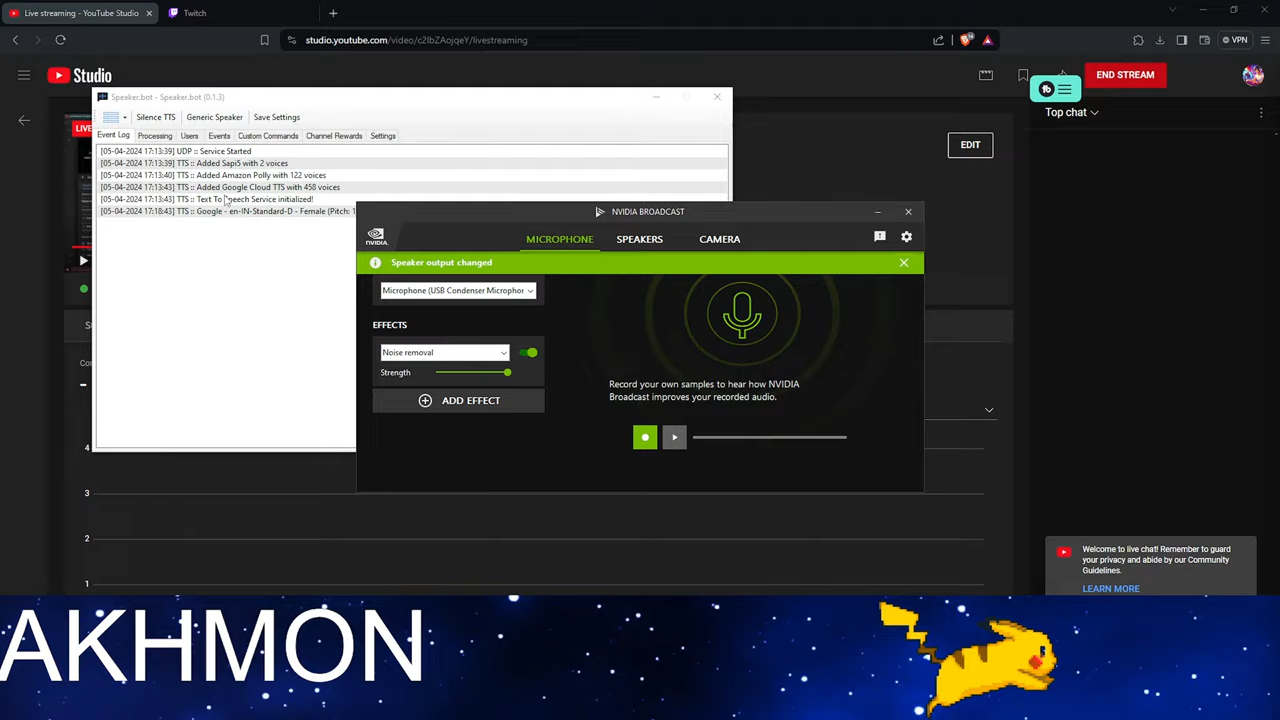 Live streaming - YouTube Studio
Twitch
studio.youtube.com/video/c2IbZAojqeY/livestreaming
VPN
Studio
END STREAM
Speaker.bot - Speaker.bot (0.1.3)
Silence TTS
Generic Speaker
Save Settings
Event Log
Processing
Users
Events
Custom Commands
Channel Rewards
Settings
[05-04-2024 17:13:39] UDP :: Service Started
[05-04-2024 17:13:39] TTS :: Added Sapi5 with 2 voices
[05-04-2024 17:13:40] TTS :: Added Amazon Polly with 122 voices
[05-04-2024 17:13:43] TTS :: Added Google Cloud TTS with 458 voices
[05-04-2024 17:13:43] TTS :: Text To Speech Service initialized!
[05-04-2024 17:18:43] TTS :: Google - en-IN-Standard-D - Female (Pitch: 1
LIVE
EDIT
Top chat
NVIDIA BROADCAST
NVIDIA.
MICROPHONE
SPEAKERS
CAMERA
Speaker output changed
Microphone (USB Condenser Microphor
EFFECTS
Noise removal
Strength
ADD EFFECT
Record your own samples to hear how NVIDIA
Broadcast improves your recorded audio.
4
3
2
1
Welcome to live chat! Remember to guard
your privacy and abide by our Community
Guidelines.
LEARN MORE
AKHMON